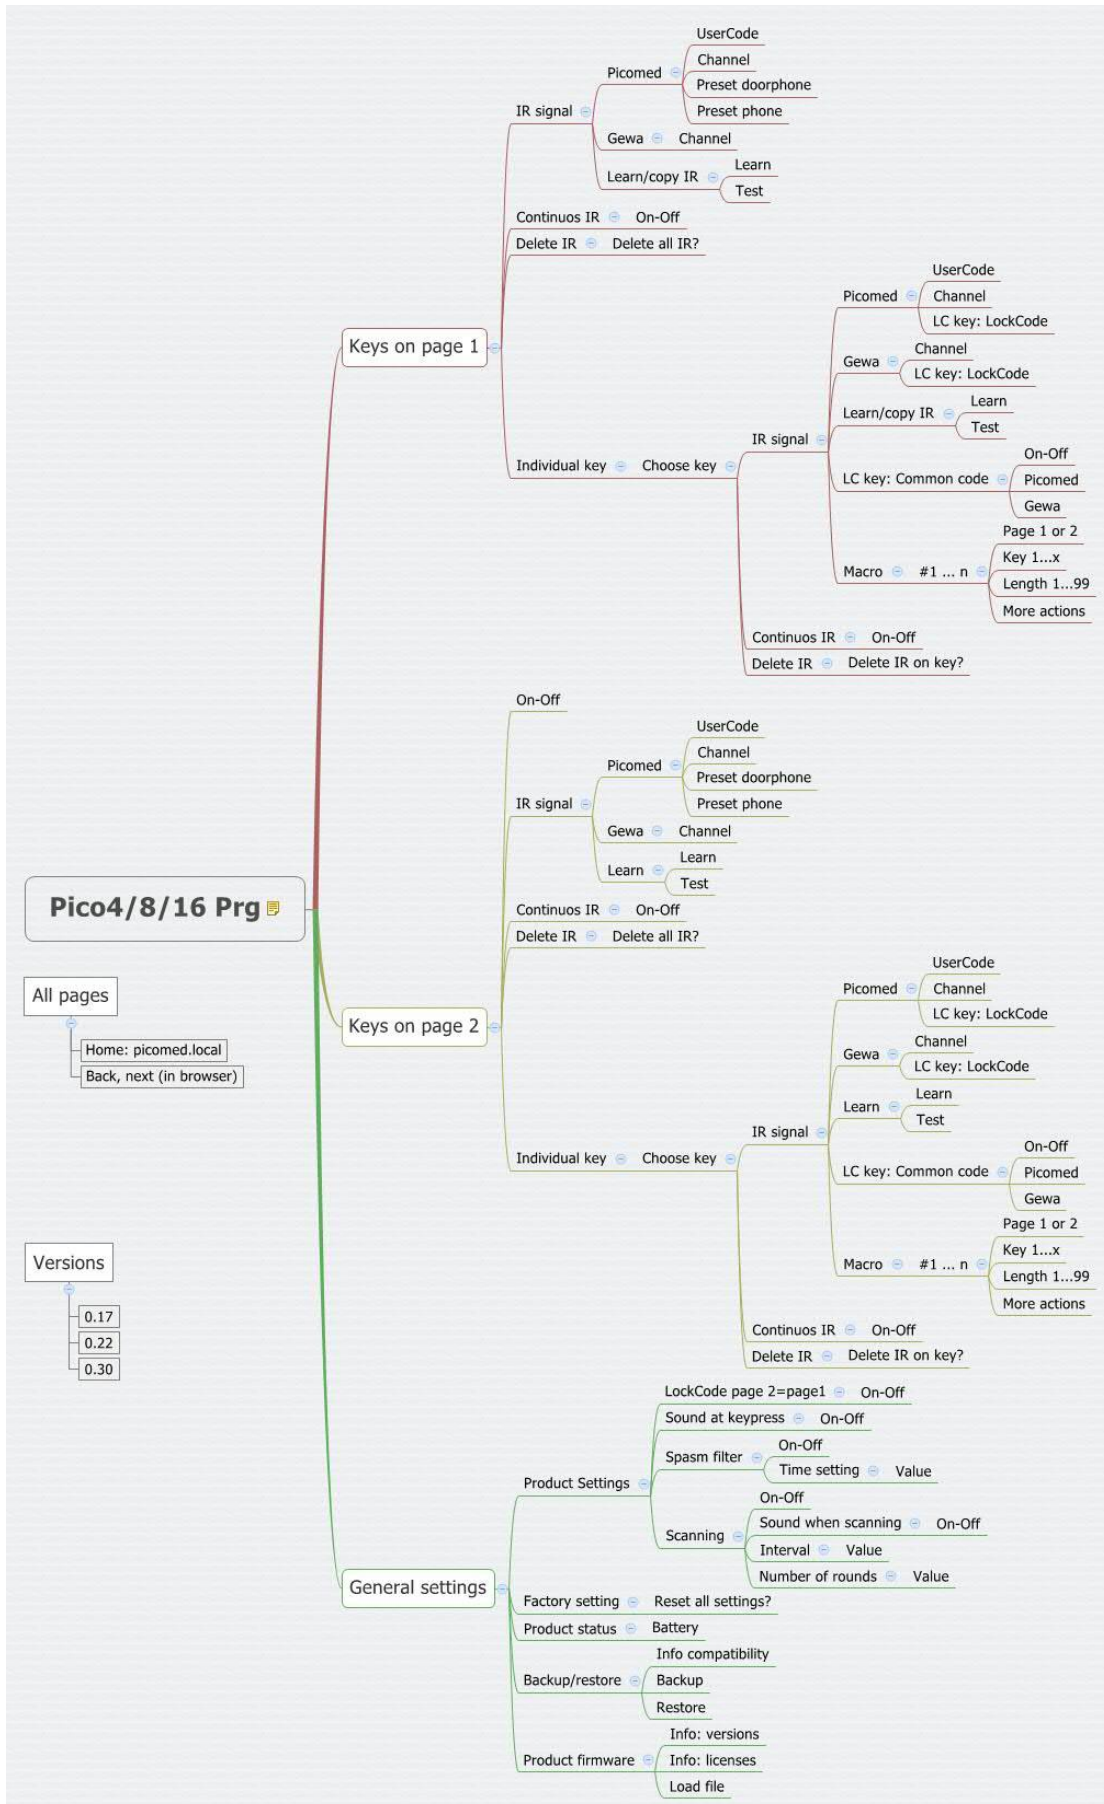 Pico4/8/16 Prg
All pages
Home: picomed.local
Back, next (in browser)
Versions
0.17
0.22
0.30
Keys on page 1
IR signal
Picomed
UserCode
Channel
Preset doorphone
Preset phone
Gewa
Channel
Learn/copy IR
Learn
Test
Continuos IR
On-Off
Delete IR
Delete all IR?
Individual key
Choose key
IR signal
Picomed
UserCode
Channel
LC key: LockCode
Gewa
Channel
LC key: LockCode
Learn/copy IR
Learn
Test
LC key: Common code
On-Off
Picomed
Gewa
Macro
#1 ... n
Page 1 or 2
Key 1...x
Length 1...99
More actions
Continuos IR
On-Off
Delete IR
Delete IR on key?
Keys on page 2
On-Off
IR signal
Picomed
UserCode
Channel
Preset doorphone
Preset phone
Gewa
Channel
Learn
Learn
Test
Continuos IR
On-Off
Delete IR
Delete all IR?
Individual key
Choose key
IR signal
Picomed
UserCode
Channel
LC key: LockCode
Gewa
Channel
LC key: LockCode
Learn
Learn
Test
LC key: Common code
On-Off
Picomed
Gewa
Macro
#1 ... n
Page 1 or 2
Key 1...x
Length 1...99
More actions
Continuos IR
On-Off
Delete IR
Delete IR on key?
General settings
Product Settings
LockCode page 2=page1
On-Off
Sound at keypress
On-Off
Spasm filter
On-Off
Time setting
Value
Scanning
On-Off
Sound when scanning
On-Off
Interval
Value
Number of rounds
Value
Factory setting
Reset all settings?
Product status
Battery
Backup/restore
Info compatibility
Backup
Restore
Product firmware
Info: versions
Info: licenses
Load file